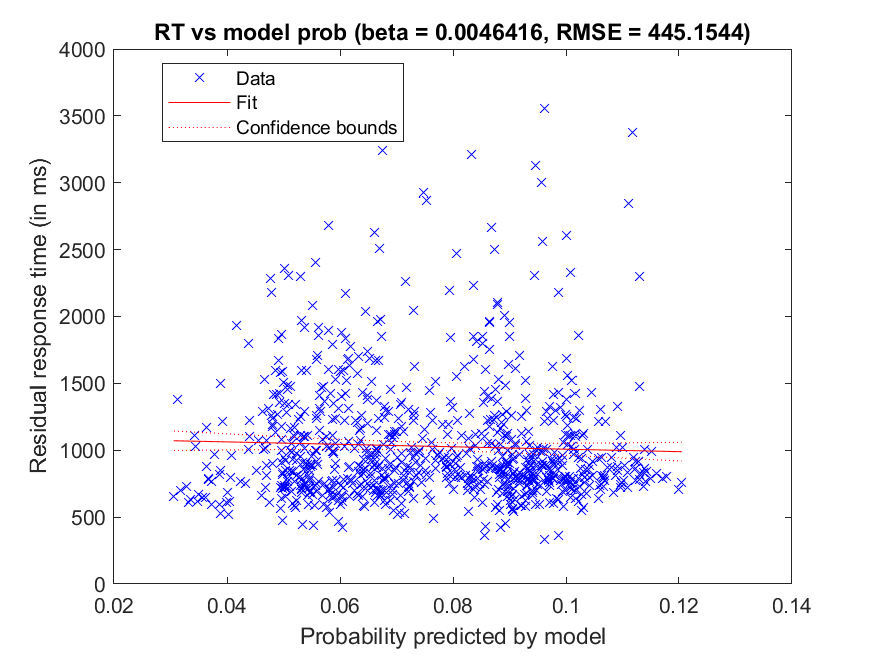 RT vs model prob (beta = 0.0046416, RMSE = 445.1544)
4000
3500
3000
2500
2000
1500
1000
500
0
Residual response time (in ms)
Data
Fit
Confidence bounds
0.02 0.04 0.06 0.08 0.1 0.12 0.14
Probability predicted by model